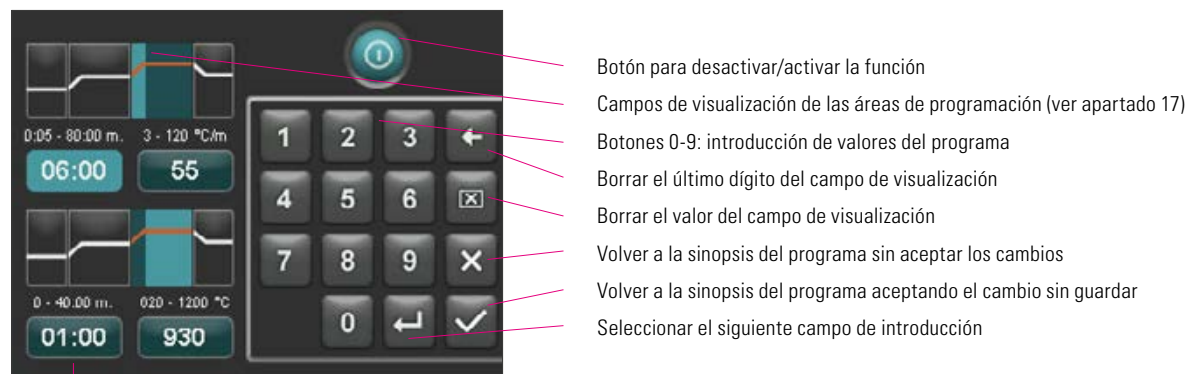 0:05 - 80:00 m. 3 - 120 °C/m
06:00 55
0 - 40.00 m. 020 - 1200 °C
01:00 930
1 2 3
4 5 6
7 8 9
0
Botón para desactivar/activar la función
Campos de visualización de las áreas de programación (ver apartado 17)
Botones 0-9: introducción de valores del programa
Borrar el último dígito del campo de visualización
Borrar el valor del campo de visualización
Volver a la sinopsis del programa sin aceptar los cambios
Volver a la sinopsis del programa aceptando el cambio sin guardar
Seleccionar el siguiente campo de introducción